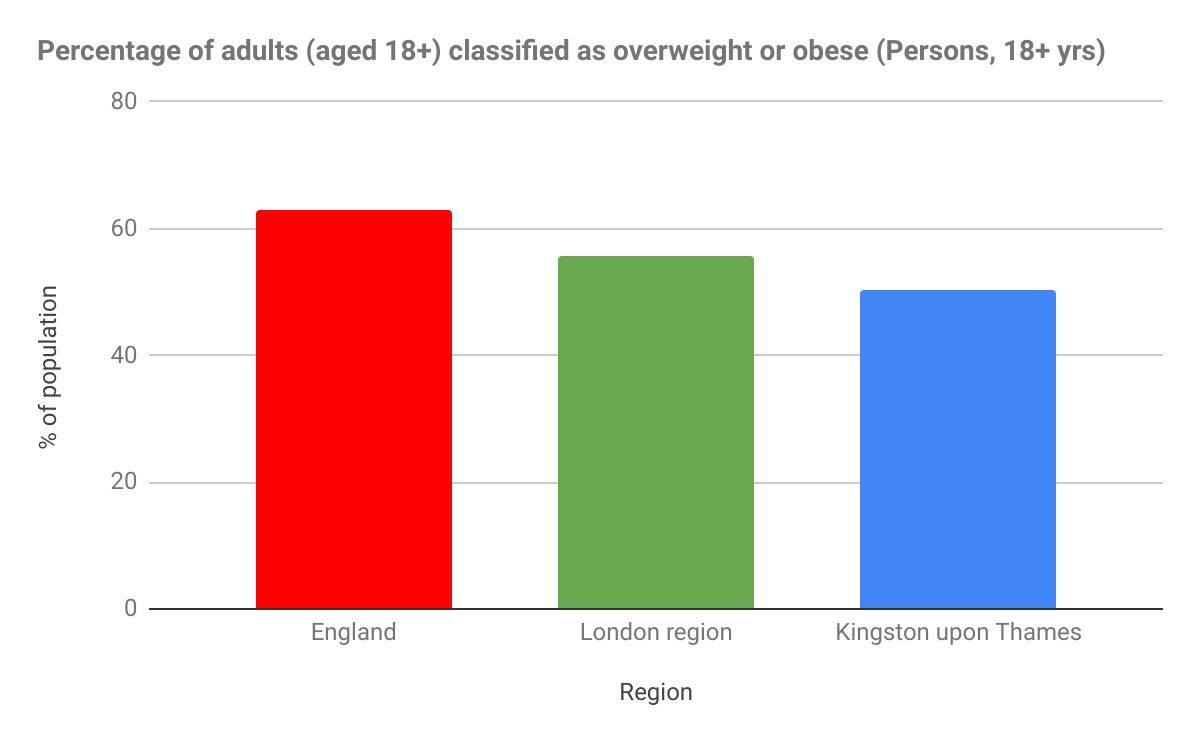 Percentage of adults (aged 18+) classified as overweight or obese (Persons, 18+ yrs)
80
60
40
20
0
% of population
England
London region
Kingston upon Thames
Region